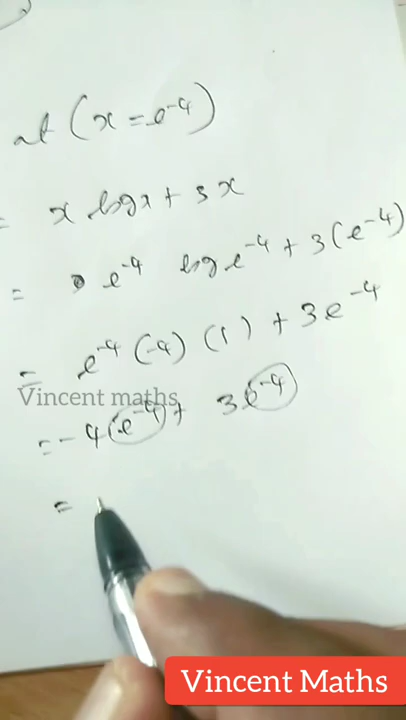 at (x = e⁻⁴)
= x log x + 3x
= e⁻⁴ log e⁻⁴ + 3(e⁻⁴)
= e⁻⁴ (-4) (1) + 3e⁻⁴
Vincent maths
= -4(e⁻⁴) + 3e⁻⁴
=
Vincent Maths